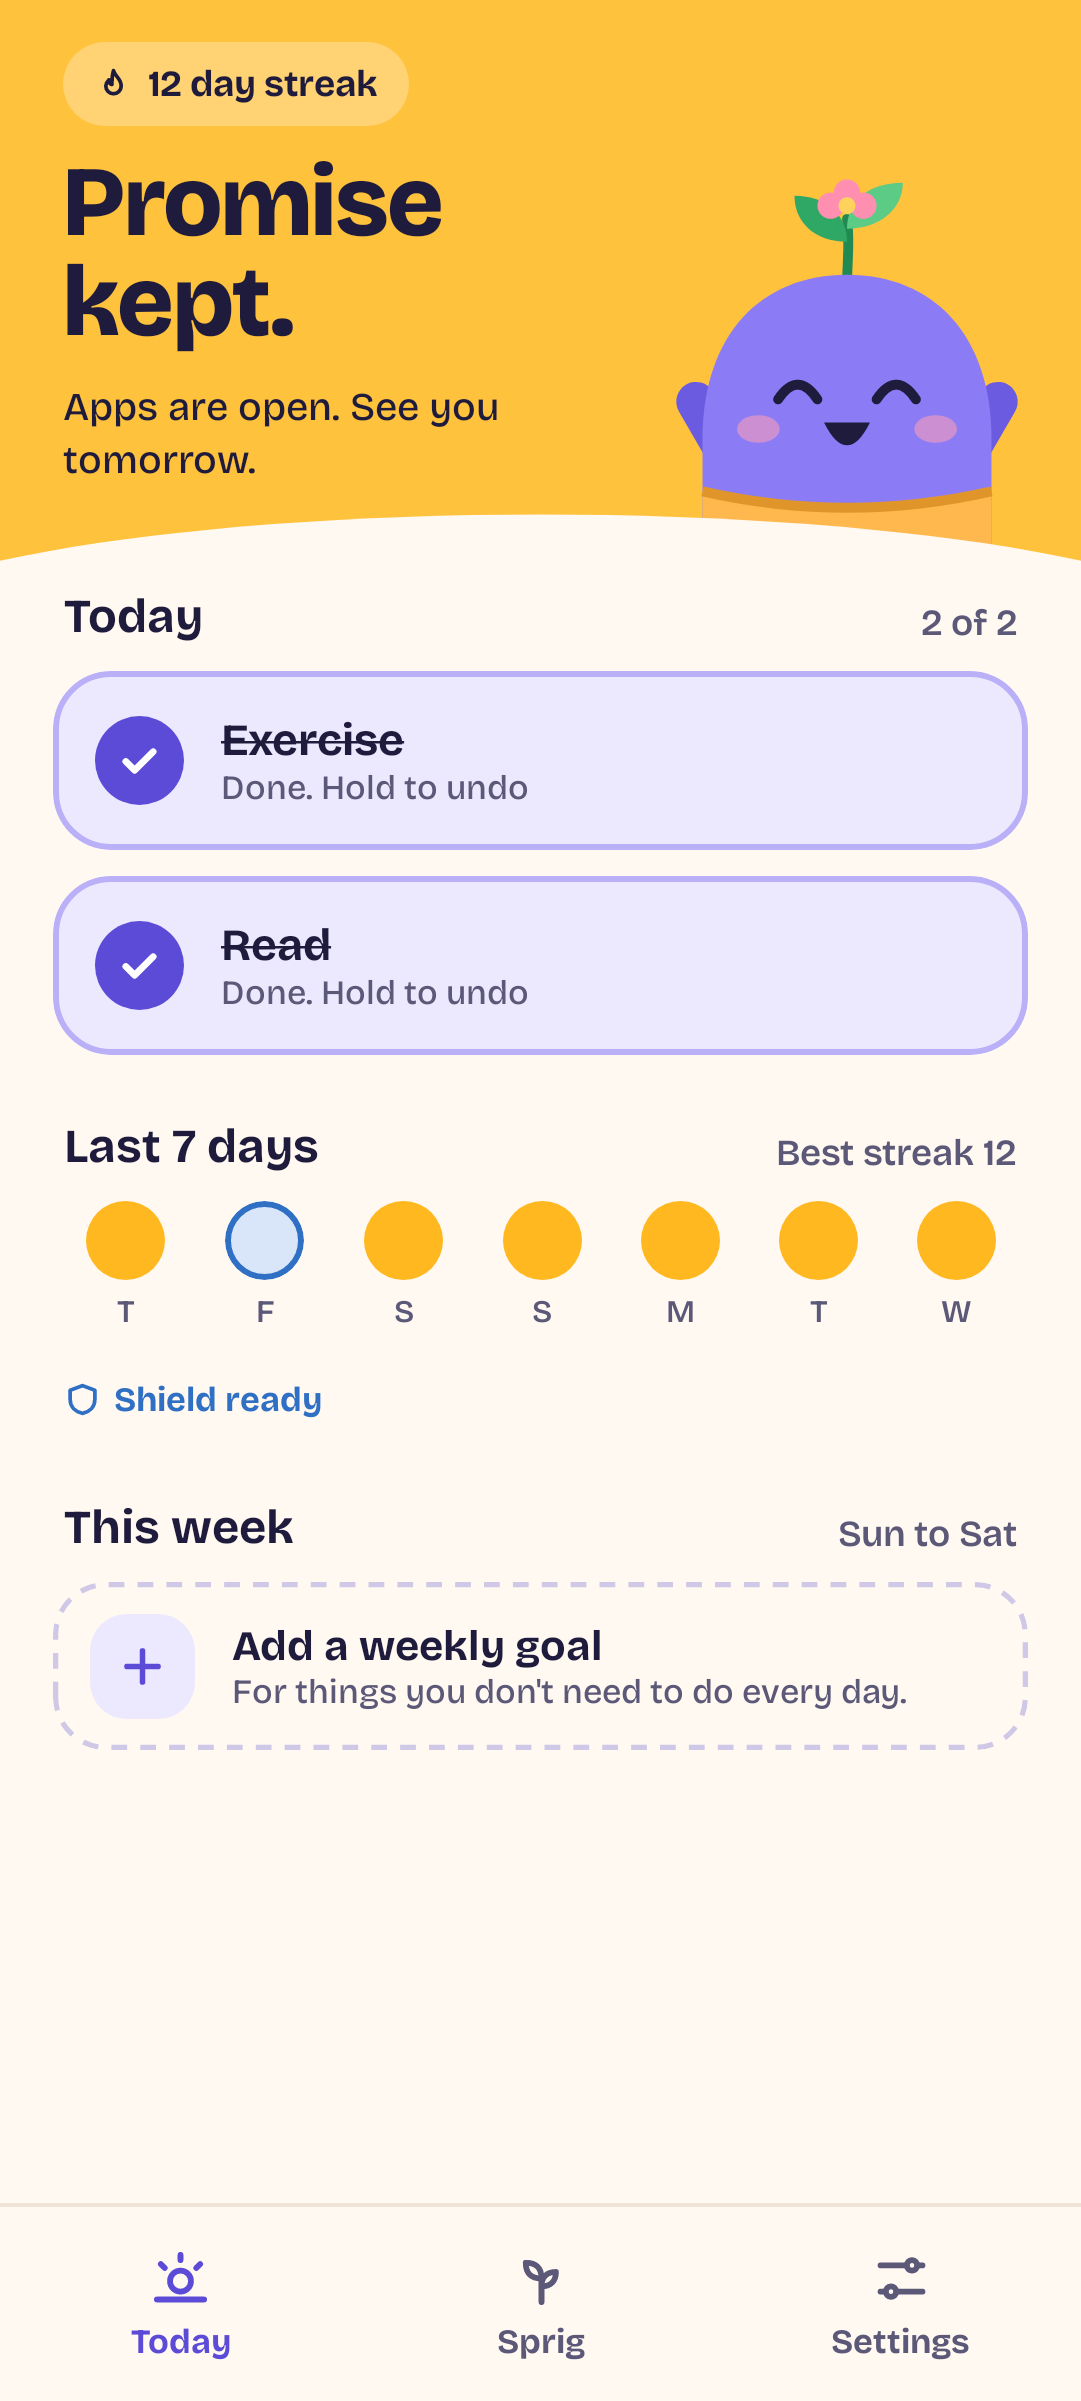 12 day streak
Promise
kept.
Apps are open. See you
tomorrow.
Today
2 of 2
Exercise
Done. Hold to undo
Read
Done. Hold to undo
Last 7 days
Best streak 12
T F S S M T W
Shield ready
This week
Sun to Sat
Add a weekly goal
For things you don't need to do every day.
Today
Sprig
Settings